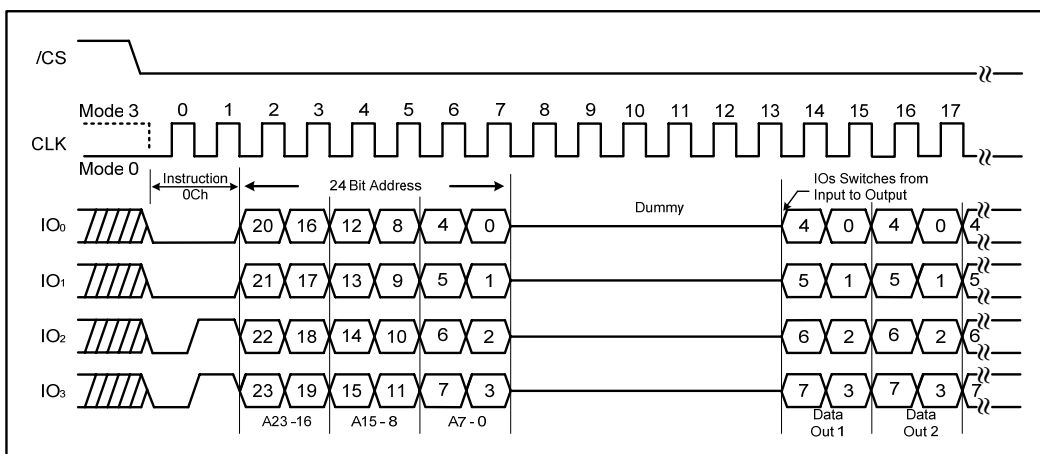 /CS
Mode 3 0 1 2 3 4 5 6 7 8 9 10 11 12 13 14 15 16 17
CLK
Mode 0
Instruction
0Ch
24 Bit Address
IOs Switches from
Input to Output
Dummy
IO0 20 16 12 8 4 0 4 0 4 0 4
IO1 21 17 13 9 5 1 5 1 5 1 5
IO2 22 18 14 10 6 2 6 2 6 2 6
IO3 23 19 15 11 7 3 7 3 7 3 7
A23-16 A15-8 A7-0
Data
Out 1
Data
Out 2